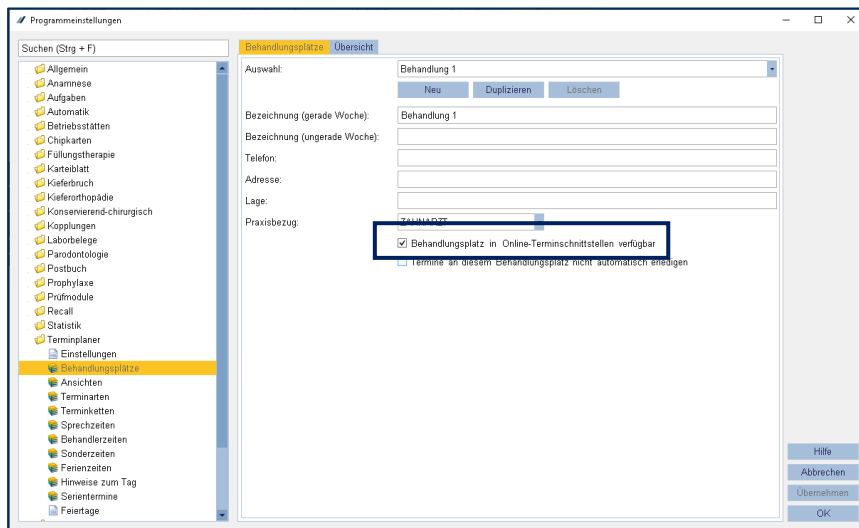 Programmeinstellungen
Suchen (Strg + F)
Allgemein
Anamnese
Aufgaben
Automatik
Betriebsstätten
Chipkarten
Füllungstherapie
Karteiblatt
Kieferbruch
Kieferorthopädie
Konservierend-chirurgisch
Kopplungen
Laborbelege
Parodontologie
Postbuch
Prophylaxe
Prüfmodule
Recall
Statistik
Terminplaner
Einstellungen
Behandlungsplätze
Ansichten
Terminarten
Terminketten
Sprechzeiten
Behandlerzeiten
Sonderzeiten
Ferienzeiten
Hinweise zum Tag
Serientermine
Feiertage
Behandlungsplätze Übersicht
Auswahl: Behandlung 1
Neu Duplizieren Löschen
Bezeichnung (gerade Woche): Behandlung 1
Bezeichnung (ungerade Woche):
Telefon:
Adresse:
Lage:
Praxisbezug: ZAHNARZT
Behandlungsplatz in Online-Terminschnittstellen verfügbar
Termine an diesem Behandlungsplatz nicht automatisch erledigen
Hilfe
Abbrechen
Übernehmen
OK